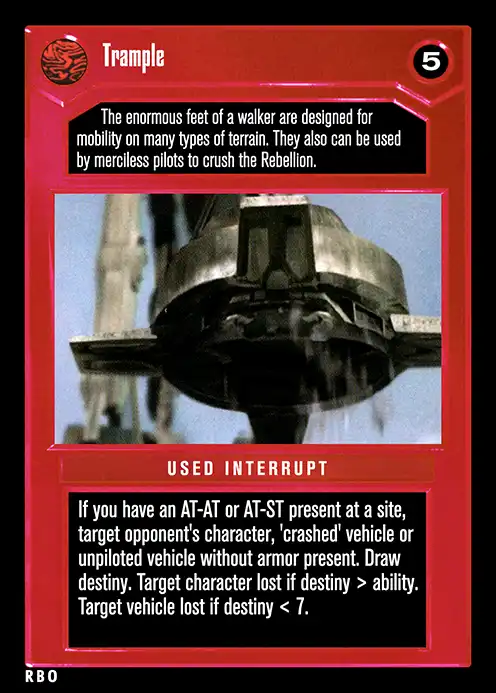 Trample
5
The enormous feet of a walker are designed for
mobility on many types of terrain. They also can be used
by merciless pilots to crush the Rebellion.
USED INTERRUPT
If you have an AT-AT or AT-ST present at a site,
target opponent's character, 'crashed' vehicle or
unpiloted vehicle without armor present. Draw
destiny. Target character lost if destiny > ability.
Target vehicle lost if destiny < 7.
RBO